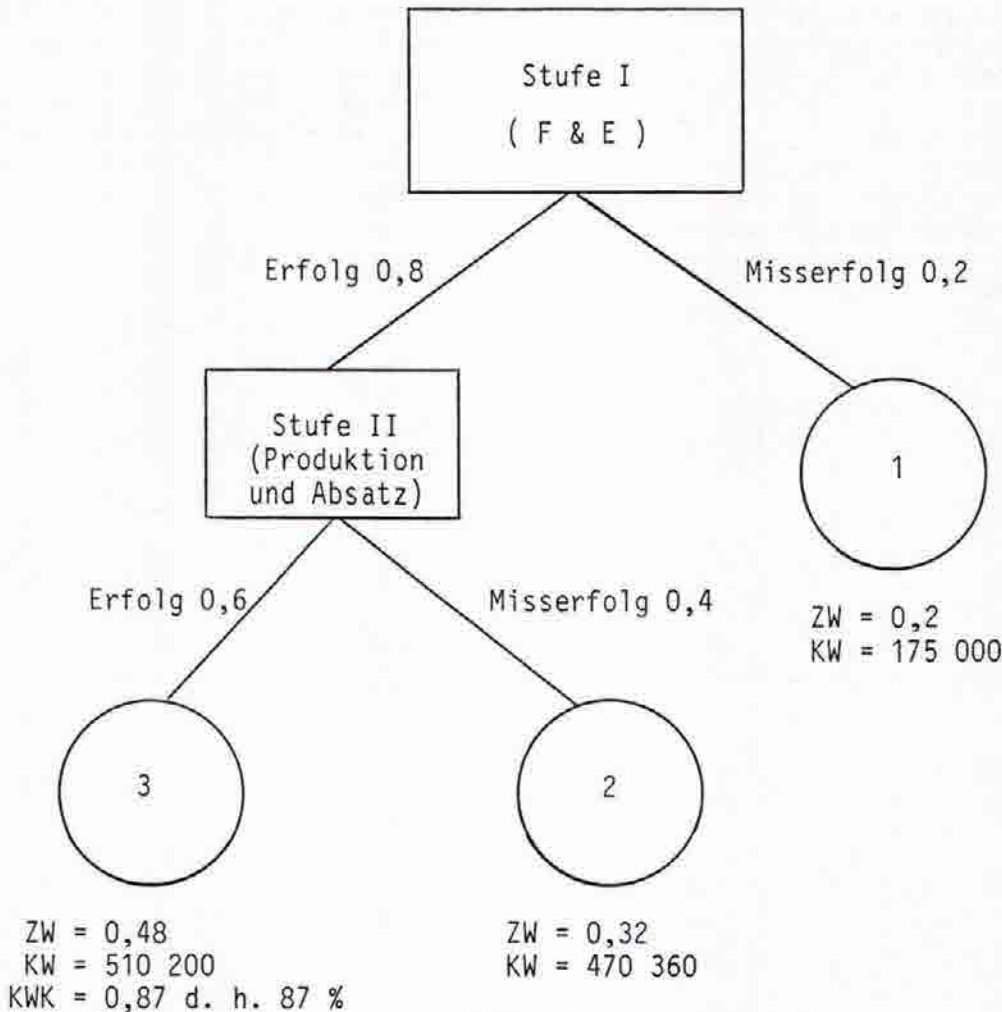 Stufe I
( F & E )
Erfolg 0,8
Misserfolg 0,2
Stufe II
(Produktion
und Absatz)
1
Erfolg 0,6
Misserfolg 0,4
ZW = 0,2
KW = 175 000
3
2
ZW = 0,48
KW = 510 200
KWK = 0,87 d. h. 87 %
ZW = 0,32
KW = 470 360